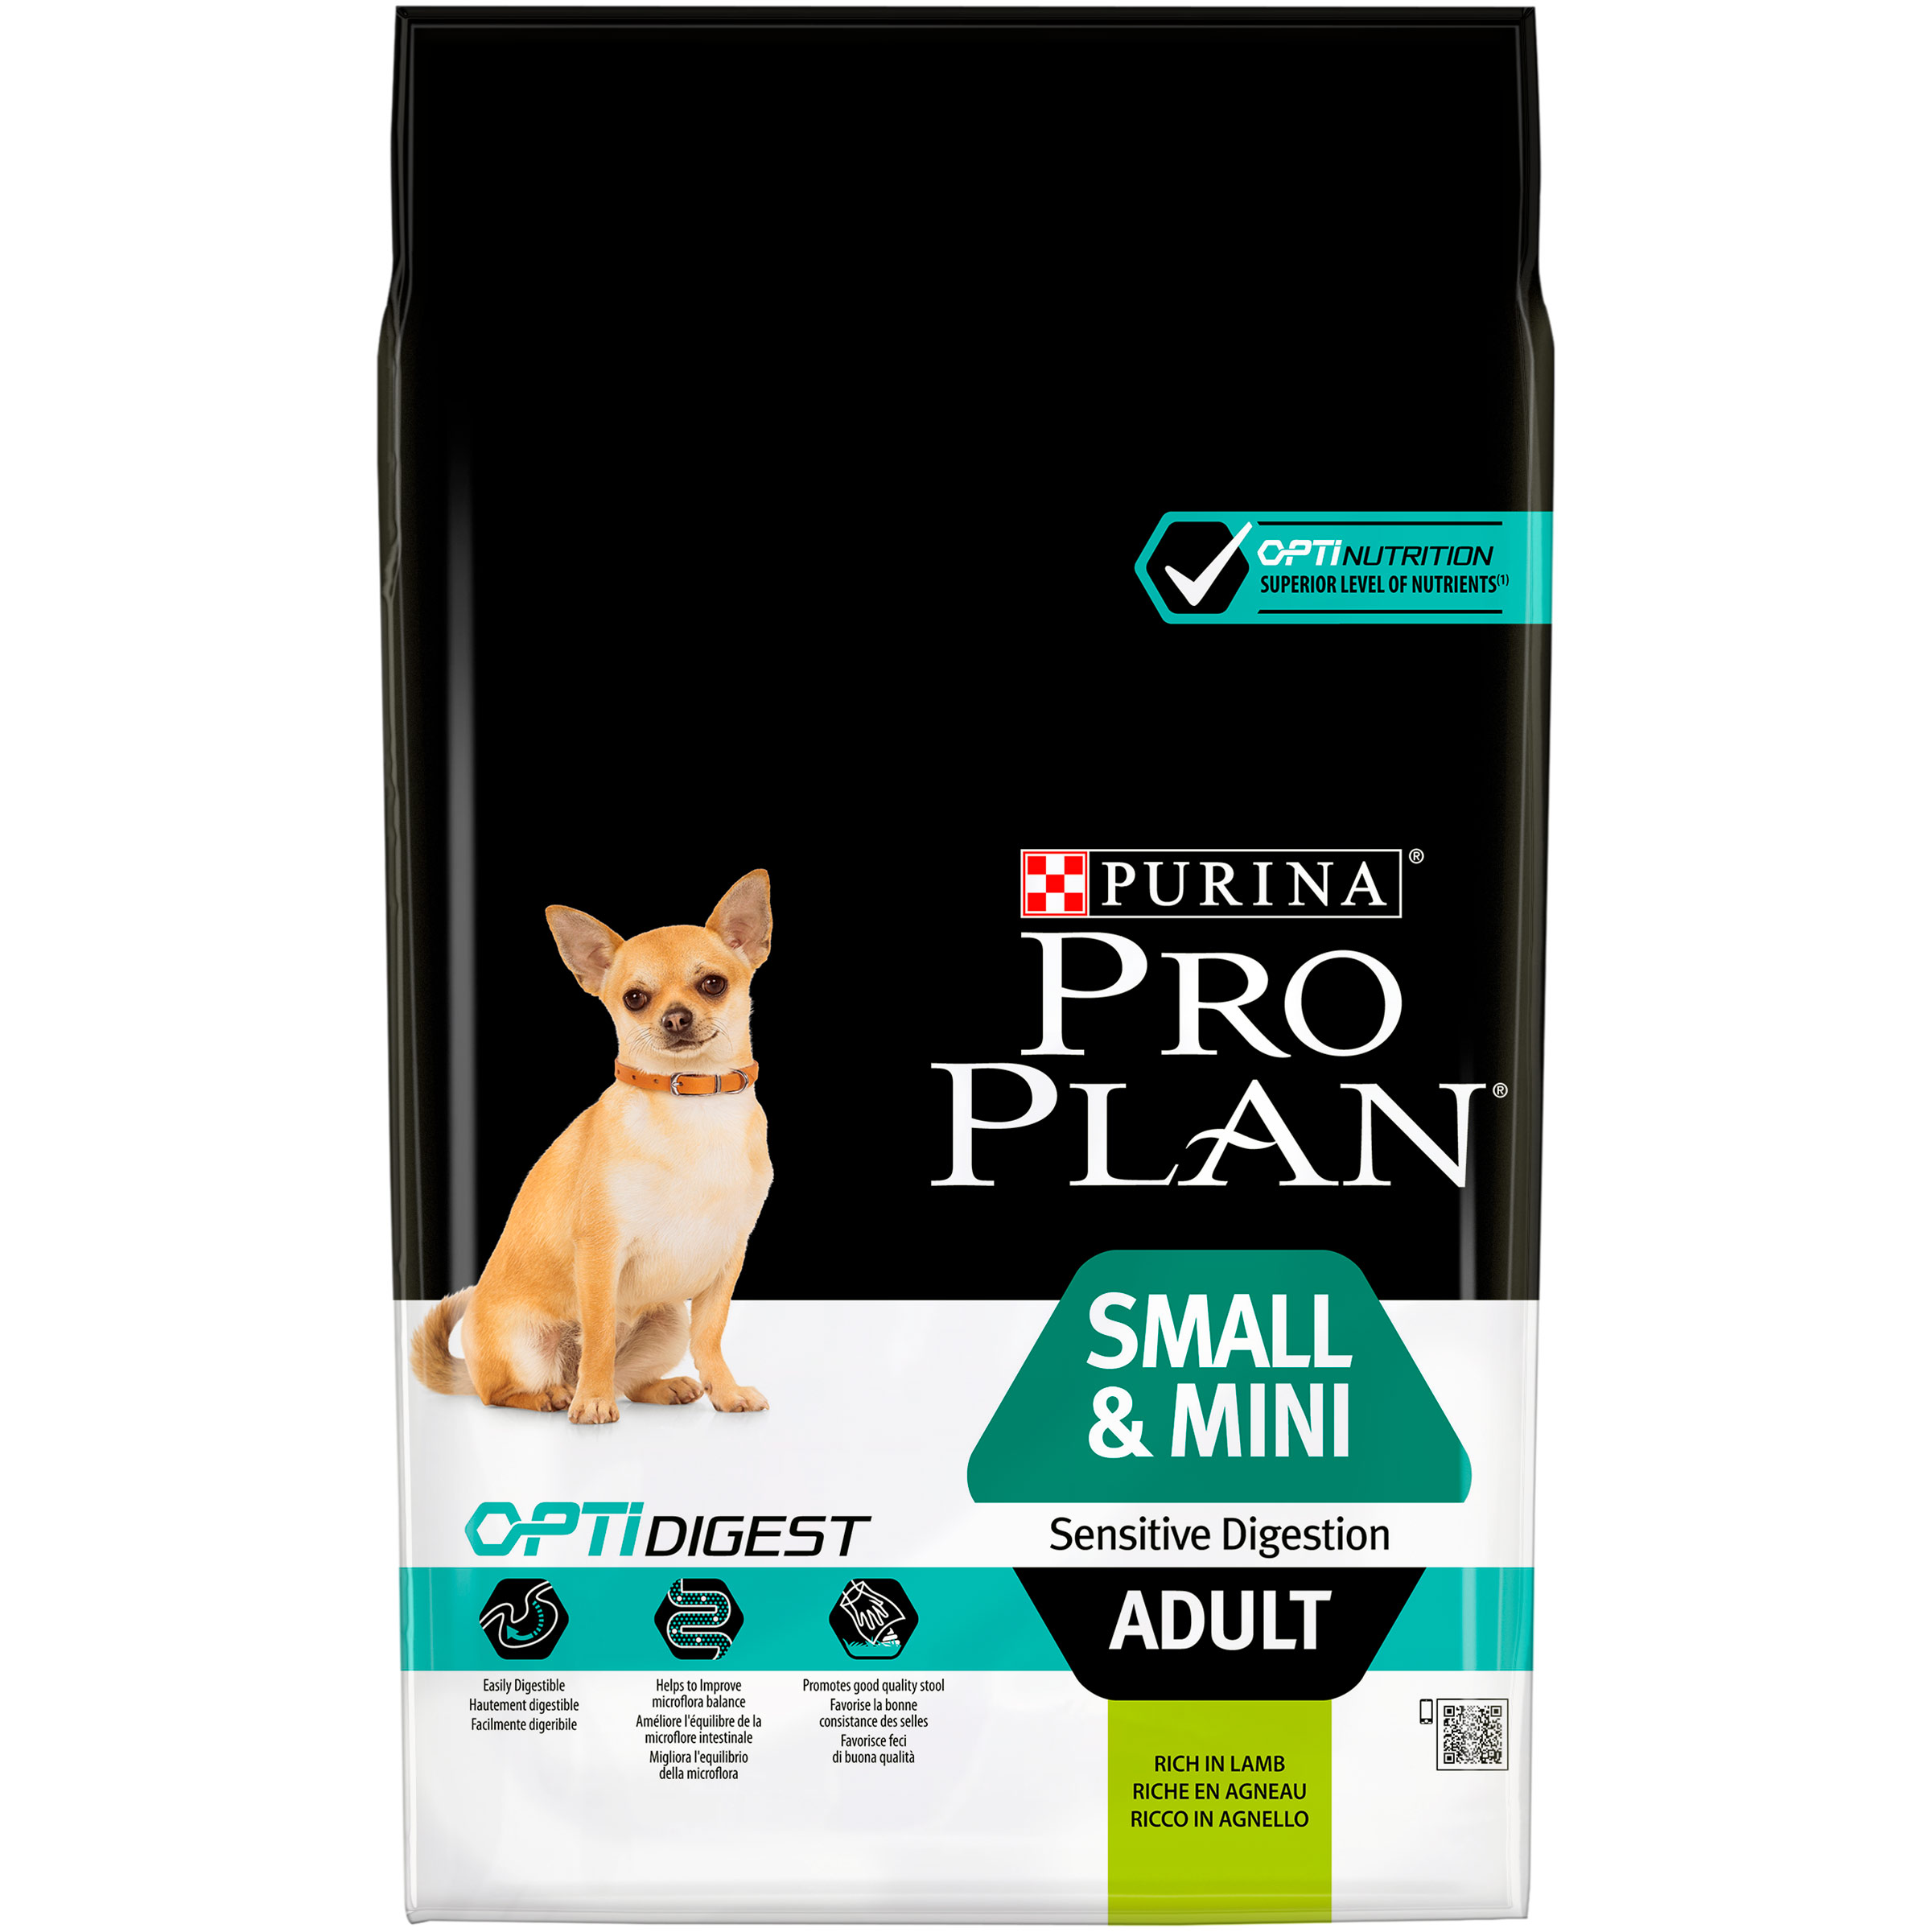 OPTiNUTRITION
SUPERIOR LEVEL OF NUTRIENTS(1)
PURINA®
PRO
PLAN®
SMALL
& MINI
Sensitive Digestion
ADULT
OPTiDIGEST
Easily Digestible
Hautement digestible
Facilmente digeribile
Helps to Improve
microflora balance
Améliore l'équilibre de la
microflore intestinale
Migliora l'equilibrio
della microflora
Promotes good quality stool
Favorise la bonne
consistance des selles
Favorisce feci
di buona qualità
RICH IN LAMB
RICHE EN AGNEAU
RICCO IN AGNELLO